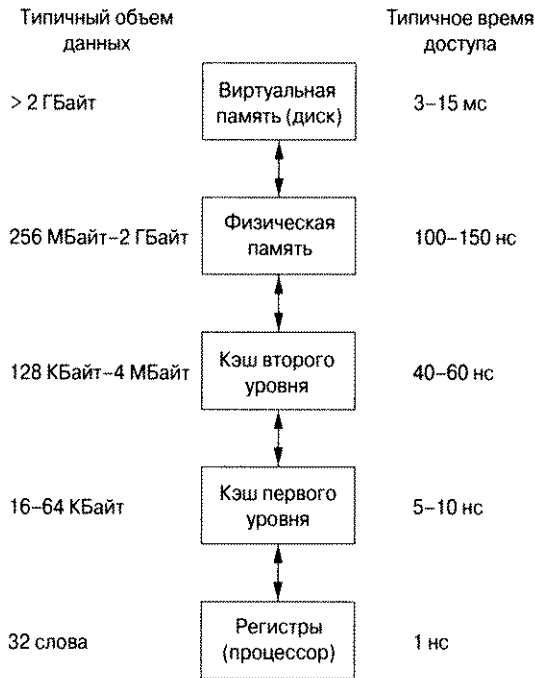 Типичный объем
данных
Типичное время
доступа
> 2 ГБайт
Виртуальная
память (диск)
3–15 мс
256 МБайт–2 ГБайт
Физическая
память
100–150 нс
128 КБайт–4 МБайт
Кэш второго
уровня
40–60 нс
16–64 КБайт
Кэш первого
уровня
5–10 нс
32 слова
Регистры
(процессор)
1 нс